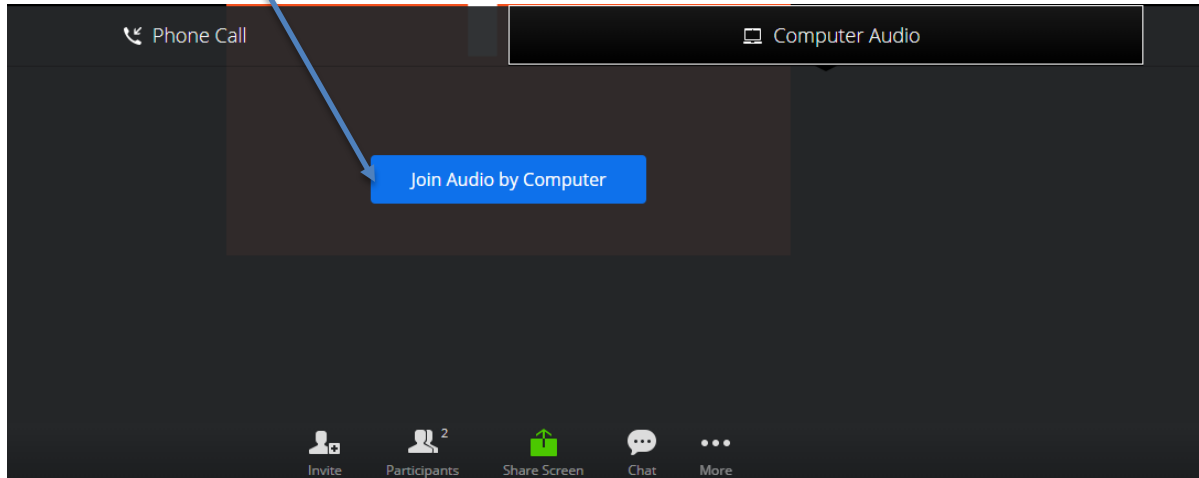 Phone Call
Computer Audio
Join Audio by Computer
2
Invite
Participants
Share Screen
Chat
More